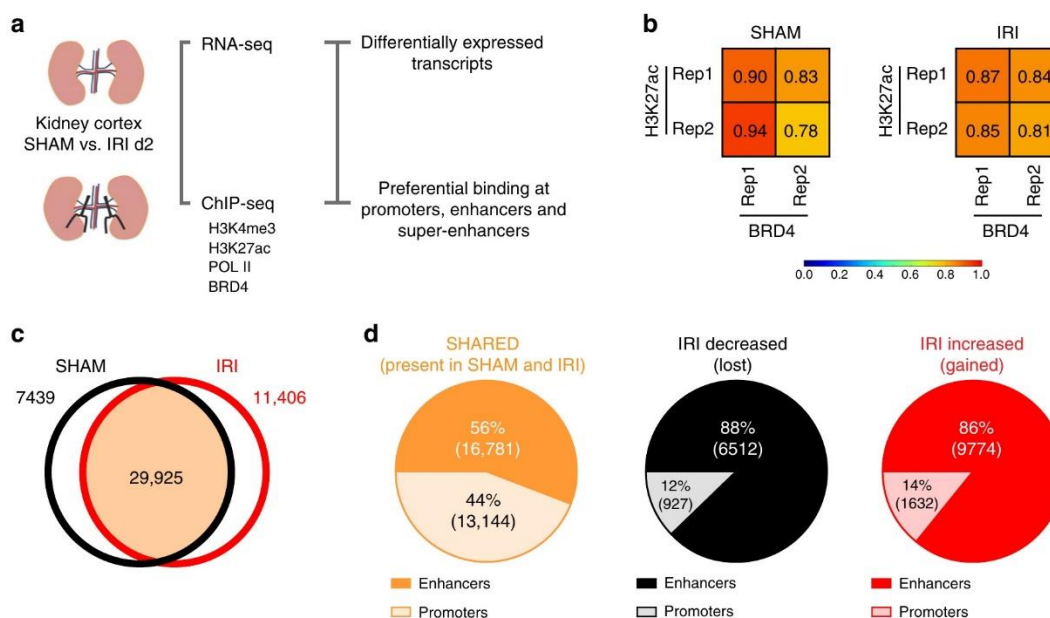 a
Kidney cortex
SHAM vs. IRI d2
RNA-seq
ChIP-seq
H3K4me3
H3K27ac
POL II
BRD4
Differentially expressed
transcripts
Preferential binding at
promoters, enhancers and
super-enhancers
b
SHAM
H3K27ac
Rep1
0.90 0.83
Rep2
0.94 0.78
Rep1
Rep2
BRD4
IRI
H3K27ac
Rep1
0.87 0.84
Rep2
0.85 0.81
Rep1
Rep2
BRD4
0.0 0.2 0.4 0.6 0.8 1.0
c
SHAM
IRI
7439
11,406
29,925
d
SHARED
(present in SHAM and IRI)
56%
(16,781)
44%
(13,144)
Enhancers
Promoters
IRI decreased
(lost)
88%
(6512)
12%
(927)
Enhancers
Promoters
IRI increased
(gained)
86%
(9774)
14%
(1632)
Enhancers
Promoters